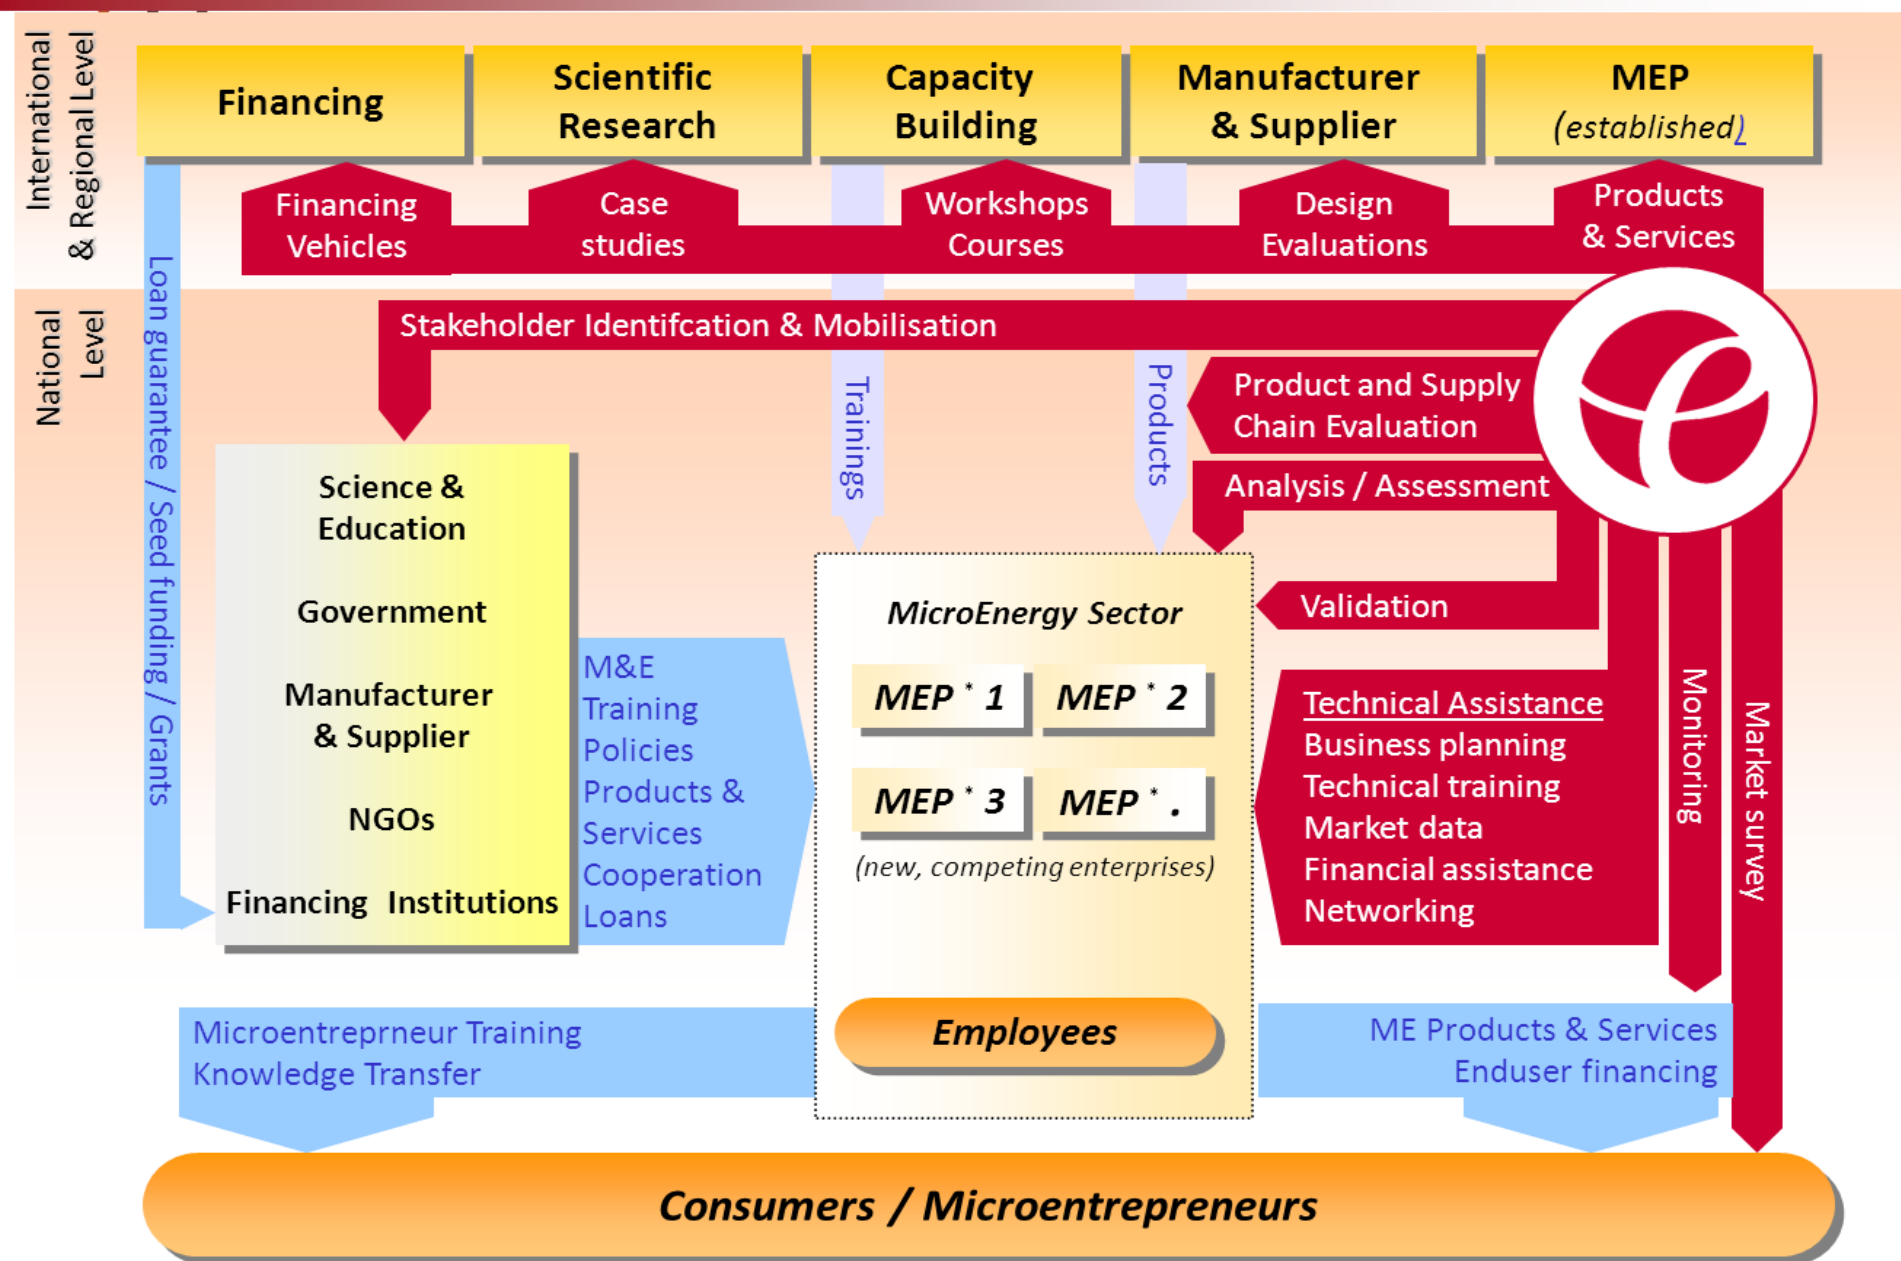 International
& Regional Level
Financing
Scientific
Research
Capacity
Building
Manufacturer
& Supplier
MEP
(established)
Financing
Vehicles
Case
studies
Workshops
Courses
Design
Evaluations
Products
& Services
National
Level
Loan guarantee / Seed funding / Grants
Stakeholder Identifcation & Mobilisation
Trainings
Products
Product and Supply
Chain Evaluation
Analysis / Assessment
Validation
Science &
Education
Government
Manufacturer
& Supplier
NGOs
Financing Institutions
M&E
Training
Policies
Products &
Services
Cooperation
Loans
MicroEnergy Sector
MEP * 1
MEP * 2
MEP * 3
MEP * .
(new, competing enterprises)
Employees
Technical Assistance
Business planning
Technical training
Market data
Financial assistance
Networking
Monitoring
Market survey
Microentreprneur Training
Knowledge Transfer
ME Products & Services
Enduser financing
Consumers / Microentrepreneurs